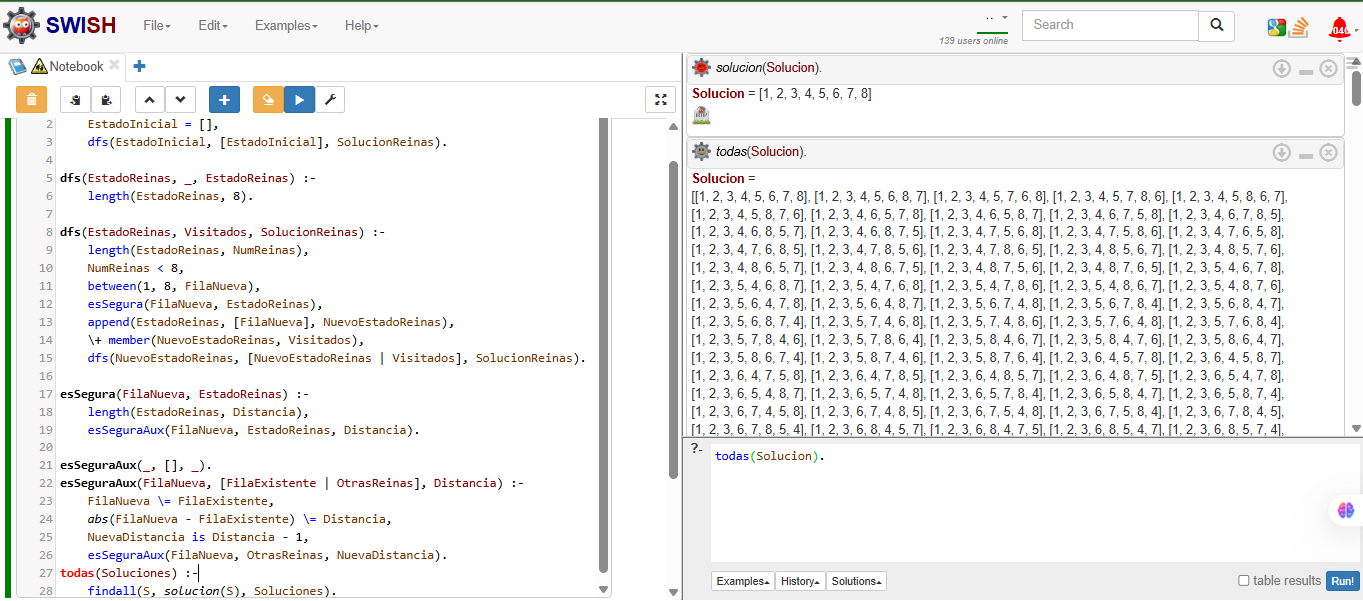 SWISH
File
Edit
Examples
Help
139 users online
Search
Notebook
2 EstadoInicial = [],
3 dfs(EstadoInicial, [EstadoInicial], SolucionReinas).
4
5 dfs(EstadoReinas, _, EstadoReinas) :-
6 length(EstadoReinas, 8).
7
8 dfs(EstadoReinas, Visitados, SolucionReinas) :-
9 length(EstadoReinas, NumReinas),
10 NumReinas < 8,
11 between(1, 8, FilaNueva),
12 esSegura(FilaNueva, EstadoReinas),
13 append(EstadoReinas, [FilaNueva], NuevoEstadoReinas),
14 \+ member(NuevoEstadoReinas, Visitados),
15 dfs(NuevoEstadoReinas, [NuevoEstadoReinas | Visitados], SolucionReinas).
16
17 esSegura(FilaNueva, EstadoReinas) :-
18 length(EstadoReinas, Distancia),
19 esSeguraAux(FilaNueva, EstadoReinas, Distancia).
20
21 esSeguraAux(_, [], _).
22 esSeguraAux(FilaNueva, [FilaExistente | OtrasReinas], Distancia) :-
23 FilaNueva \= FilaExistente,
24 abs(FilaNueva - FilaExistente) \= Distancia,
25 NuevaDistancia is Distancia - 1,
26 esSeguraAux(FilaNueva, OtrasReinas, NuevaDistancia).
27 todas(Soluciones) :-
28 findall(S, solucion(S), Soluciones).
solucion(Solucion).
Solucion = [1, 2, 3, 4, 5, 6, 7, 8]
todas(Solucion).
Solucion =
[[1, 2, 3, 4, 5, 6, 7, 8], [1, 2, 3, 4, 5, 6, 8, 7], [1, 2, 3, 4, 5, 7, 6, 8], [1, 2, 3, 4, 5, 7, 8, 6], [1, 2, 3, 4, 5, 8, 6, 7],
[1, 2, 3, 4, 5, 8, 7, 6], [1, 2, 3, 4, 6, 5, 7, 8], [1, 2, 3, 4, 6, 5, 8, 7], [1, 2, 3, 4, 6, 7, 5, 8], [1, 2, 3, 4, 6, 7, 8, 5],
[1, 2, 3, 4, 6, 8, 5, 7], [1, 2, 3, 4, 6, 8, 7, 5], [1, 2, 3, 4, 7, 5, 6, 8], [1, 2, 3, 4, 7, 5, 8, 6], [1, 2, 3, 4, 7, 6, 5, 8],
[1, 2, 3, 4, 7, 6, 8, 5], [1, 2, 3, 4, 7, 8, 5, 6], [1, 2, 3, 4, 7, 8, 6, 5], [1, 2, 3, 4, 8, 5, 6, 7], [1, 2, 3, 4, 8, 5, 7, 6],
[1, 2, 3, 4, 8, 6, 5, 7], [1, 2, 3, 4, 8, 6, 7, 5], [1, 2, 3, 4, 8, 7, 5, 6], [1, 2, 3, 4, 8, 7, 6, 5], [1, 2, 3, 5, 4, 6, 7, 8],
[1, 2, 3, 5, 4, 6, 8, 7], [1, 2, 3, 5, 4, 7, 6, 8], [1, 2, 3, 5, 4, 7, 8, 6], [1, 2, 3, 5, 4, 8, 6, 7], [1, 2, 3, 5, 4, 8, 7, 6],
[1, 2, 3, 5, 6, 4, 7, 8], [1, 2, 3, 5, 6, 4, 8, 7], [1, 2, 3, 5, 6, 7, 4, 8], [1, 2, 3, 5, 6, 7, 8, 4], [1, 2, 3, 5, 6, 8, 4, 7],
[1, 2, 3, 5, 6, 8, 7, 4], [1, 2, 3, 5, 7, 4, 6, 8], [1, 2, 3, 5, 7, 4, 8, 6], [1, 2, 3, 5, 7, 6, 4, 8], [1, 2, 3, 5, 7, 6, 8, 4],
[1, 2, 3, 5, 7, 8, 4, 6], [1, 2, 3, 5, 7, 8, 6, 4], [1, 2, 3, 5, 8, 4, 6, 7], [1, 2, 3, 5, 8, 4, 7, 6], [1, 2, 3, 5, 8, 6, 4, 7],
[1, 2, 3, 5, 8, 6, 7, 4], [1, 2, 3, 5, 8, 7, 4, 6], [1, 2, 3, 5, 8, 7, 6, 4], [1, 2, 3, 6, 4, 5, 7, 8], [1, 2, 3, 6, 4, 5, 8, 7],
[1, 2, 3, 6, 4, 7, 5, 8], [1, 2, 3, 6, 4, 7, 8, 5], [1, 2, 3, 6, 4, 8, 5, 7], [1, 2, 3, 6, 4, 8, 7, 5], [1, 2, 3, 6, 5, 4, 7, 8],
[1, 2, 3, 6, 5, 4, 8, 7], [1, 2, 3, 6, 5, 7, 4, 8], [1, 2, 3, 6, 5, 7, 8, 4], [1, 2, 3, 6, 5, 8, 4, 7], [1, 2, 3, 6, 5, 8, 7, 4],
[1, 2, 3, 6, 7, 4, 5, 8], [1, 2, 3, 6, 7, 4, 8, 5], [1, 2, 3, 6, 7, 5, 4, 8], [1, 2, 3, 6, 7, 5, 8, 4], [1, 2, 3, 6, 7, 8, 4, 5],
[1, 2, 3, 6, 7, 8, 5, 4], [1, 2, 3, 6, 8, 4, 5, 7], [1, 2, 3, 6, 8, 4, 7, 5], [1, 2, 3, 6, 8, 5, 4, 7], [1, 2, 3, 6, 8, 5, 7, 4],
?- todas(Solucion).
Examples
History
Solutions
table results
Run!